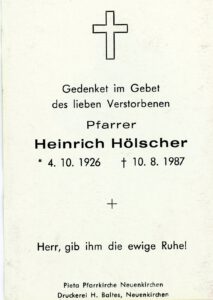 Gedenket im Gebet
des lieben Verstorbenen
Pfarrer
Heinrich Hölscher
* 4. 10. 1926 † 10. 8. 1987
Herr, gib ihm die ewige Ruhe!
Pieta Pfarrkirche Neuenkirchen
Druckerei H. Baltes, Neuenkirchen